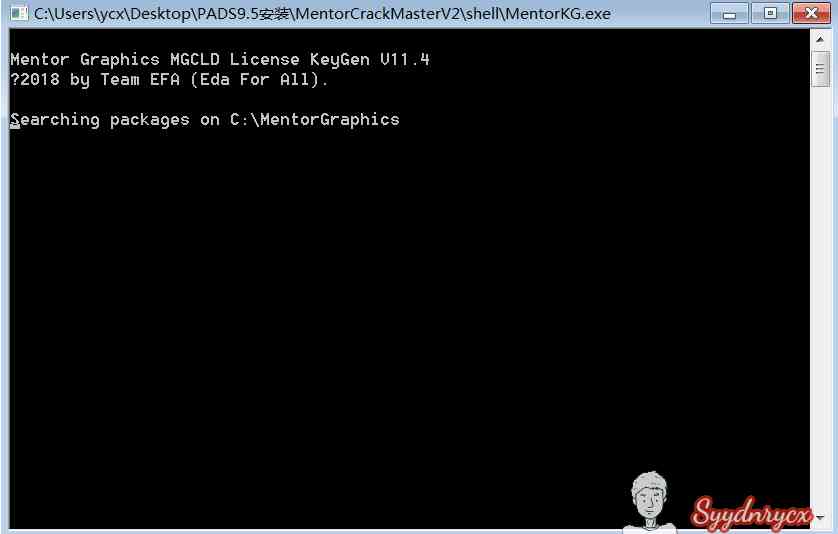 C:\Users\ycx\Desktop\PADS9.5安装\MentorCrackMasterV2\shell\MentorKG.exe
Mentor Graphics MGCLD License KeyGen V11.4
?2018 by Team EFA (Eda For All).
Searching packages on C:\MentorGraphics
Syydnrycx